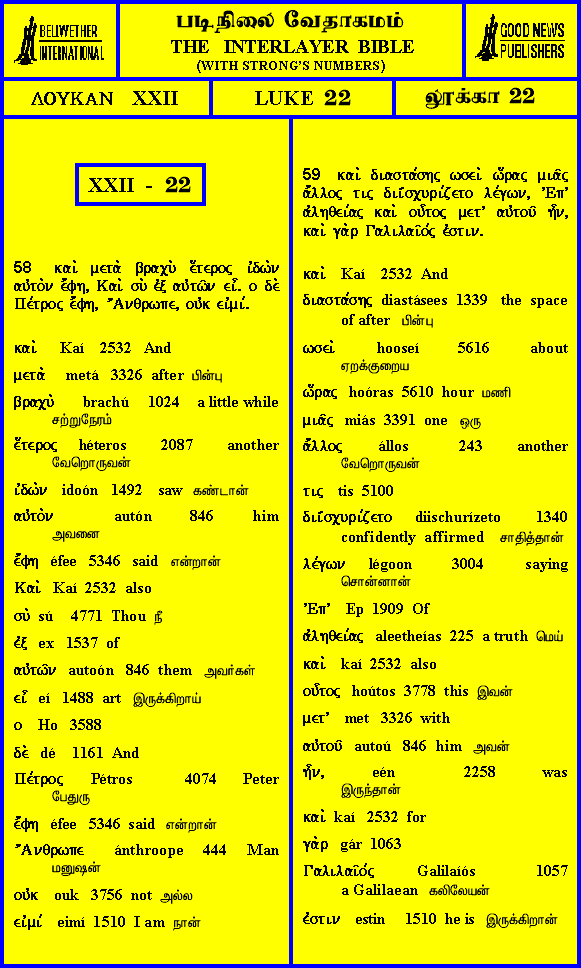 BELLWETHER
INTERNATIONAL
படிநிலை வேதாகமம்
THE INTERLAYER BIBLE
(WITH STRONG'S NUMBERS)
GOOD NEWS
PUBLISHERS
ΛΟΥΚΑΝ XXII
LUKE 22
லூக்கா 22
XXII - 22
58 καὶ μετὰ βραχὺ ἕτερος ἰδὼν
αὐτὸν ἔφη, Καὶ σὺ ἐξ αὐτῶν εἶ. ο δὲ
Πέτρος ἔφη, Ἄνθρωπε, οὐκ εἰμί.
καὶ Kaí 2532 And
μετὰ metá 3326 after பின்பு
βραχὺ brachú 1024 a little while
சற்றுநேரம்
ἕτερος héteros 2087 another
வேறொருவன்
ἰδὼν idoón 1492 saw கண்டான்
αὐτὸν autón 846 him
அவனை
ἔφη éfee 5346 said என்றான்
Καὶ Kaí 2532 also
σὺ sú 4771 Thou நீ
ἐξ ex 1537 of
αὐτῶν autoón 846 them அவர்கள்
εἶ eí 1488 art இருக்கிறாய்
ο Ho 3588
δὲ dé 1161 And
Πέτρος Pétros 4074 Peter
பேதுரு
ἔφη éfee 5346 said என்றான்
Ἄνθρωπε ánthroope 444 Man
மனுஷன்
οὐκ ouk 3756 not அல்ல
εἰμί eimí 1510 I am நான்
59 καὶ διαστάσης ωσεὶ ὥρας μιᾶς
ἄλλος τις διΐσχυρίζετο λέγων, Ἐπ'
ἀληθείας καὶ οὗτος μετ' αὐτοῦ ἦν,
καὶ γὰρ Γαλιλαῖός ἐστιν.
καὶ Kaí 2532 And
διαστάσης diastásees 1339 the space
of after பின்பு
ωσεὶ hooseí 5616 about
ஏறக்குறைய
ὥρας hoóras 5610 hour மணி
μιᾶς miás 3391 one ஒரு
ἄλλος állos 243 another
வேறொருவன்
τις tis 5100
διΐσχυρίζετο diischurízeto 1340
confidently affirmed சாதித்தான்
λέγων légoon 3004 saying
சொன்னான்
Ἐπ' Ep 1909 Of
ἀληθείας aleetheías 225 a truth மெய்
καὶ kaí 2532 also
οὗτος hoútos 3778 this இவன்
μετ' met 3326 with
αὐτοῦ autoú 846 him அவன்
ἦν, eén 2258 was
இருந்தான்
καὶ kaí 2532 for
γὰρ gár 1063
Γαλιλαῖός Galilaíós 1057
a Galilaean கலிலேயன்
ἐστιν estin 1510 he is இருக்கிறான்